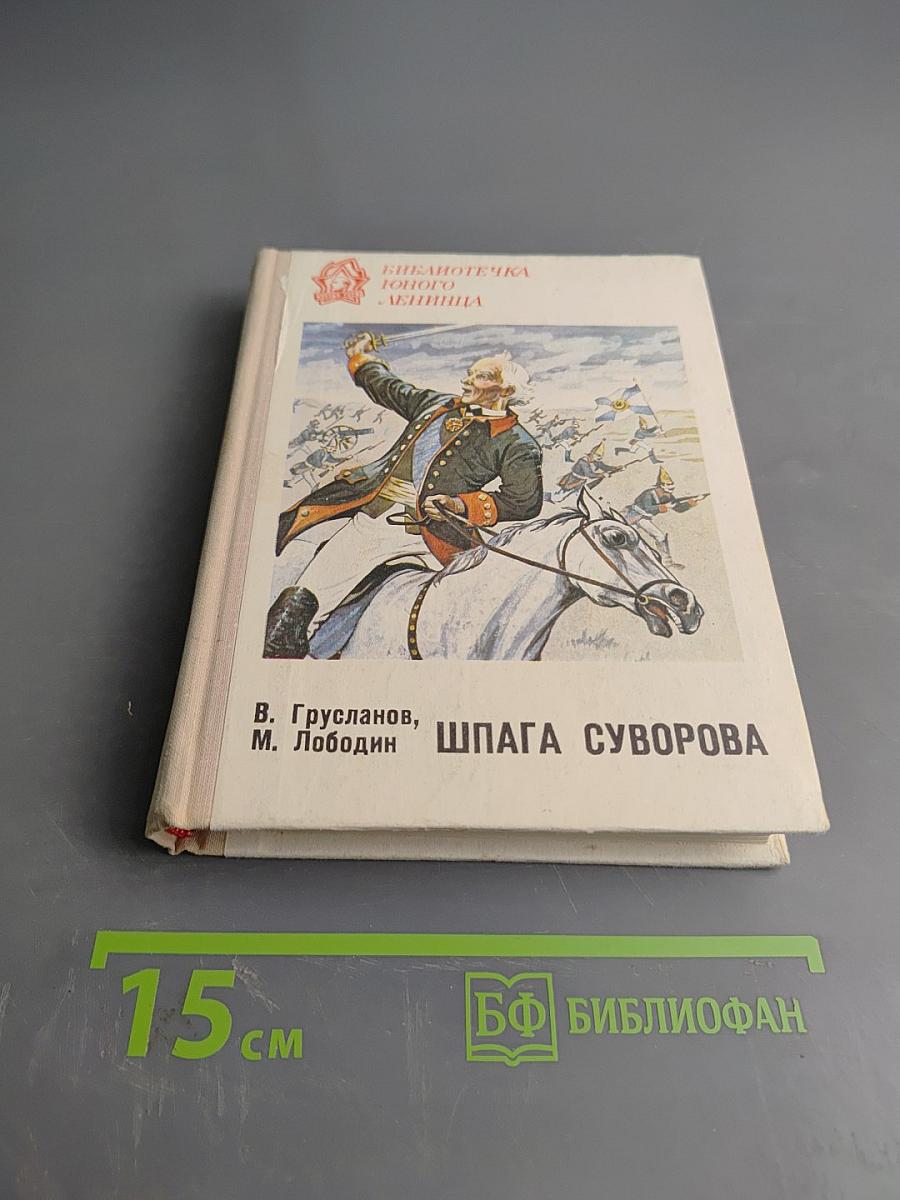 БИБЛИОТЕЧКА
ЮНОГО
ЛЕНИНЦА
В. Грусланов,
М. Лободин
ШПАГА СУВОРОВА
15 см
БФ БИБЛИОФАН